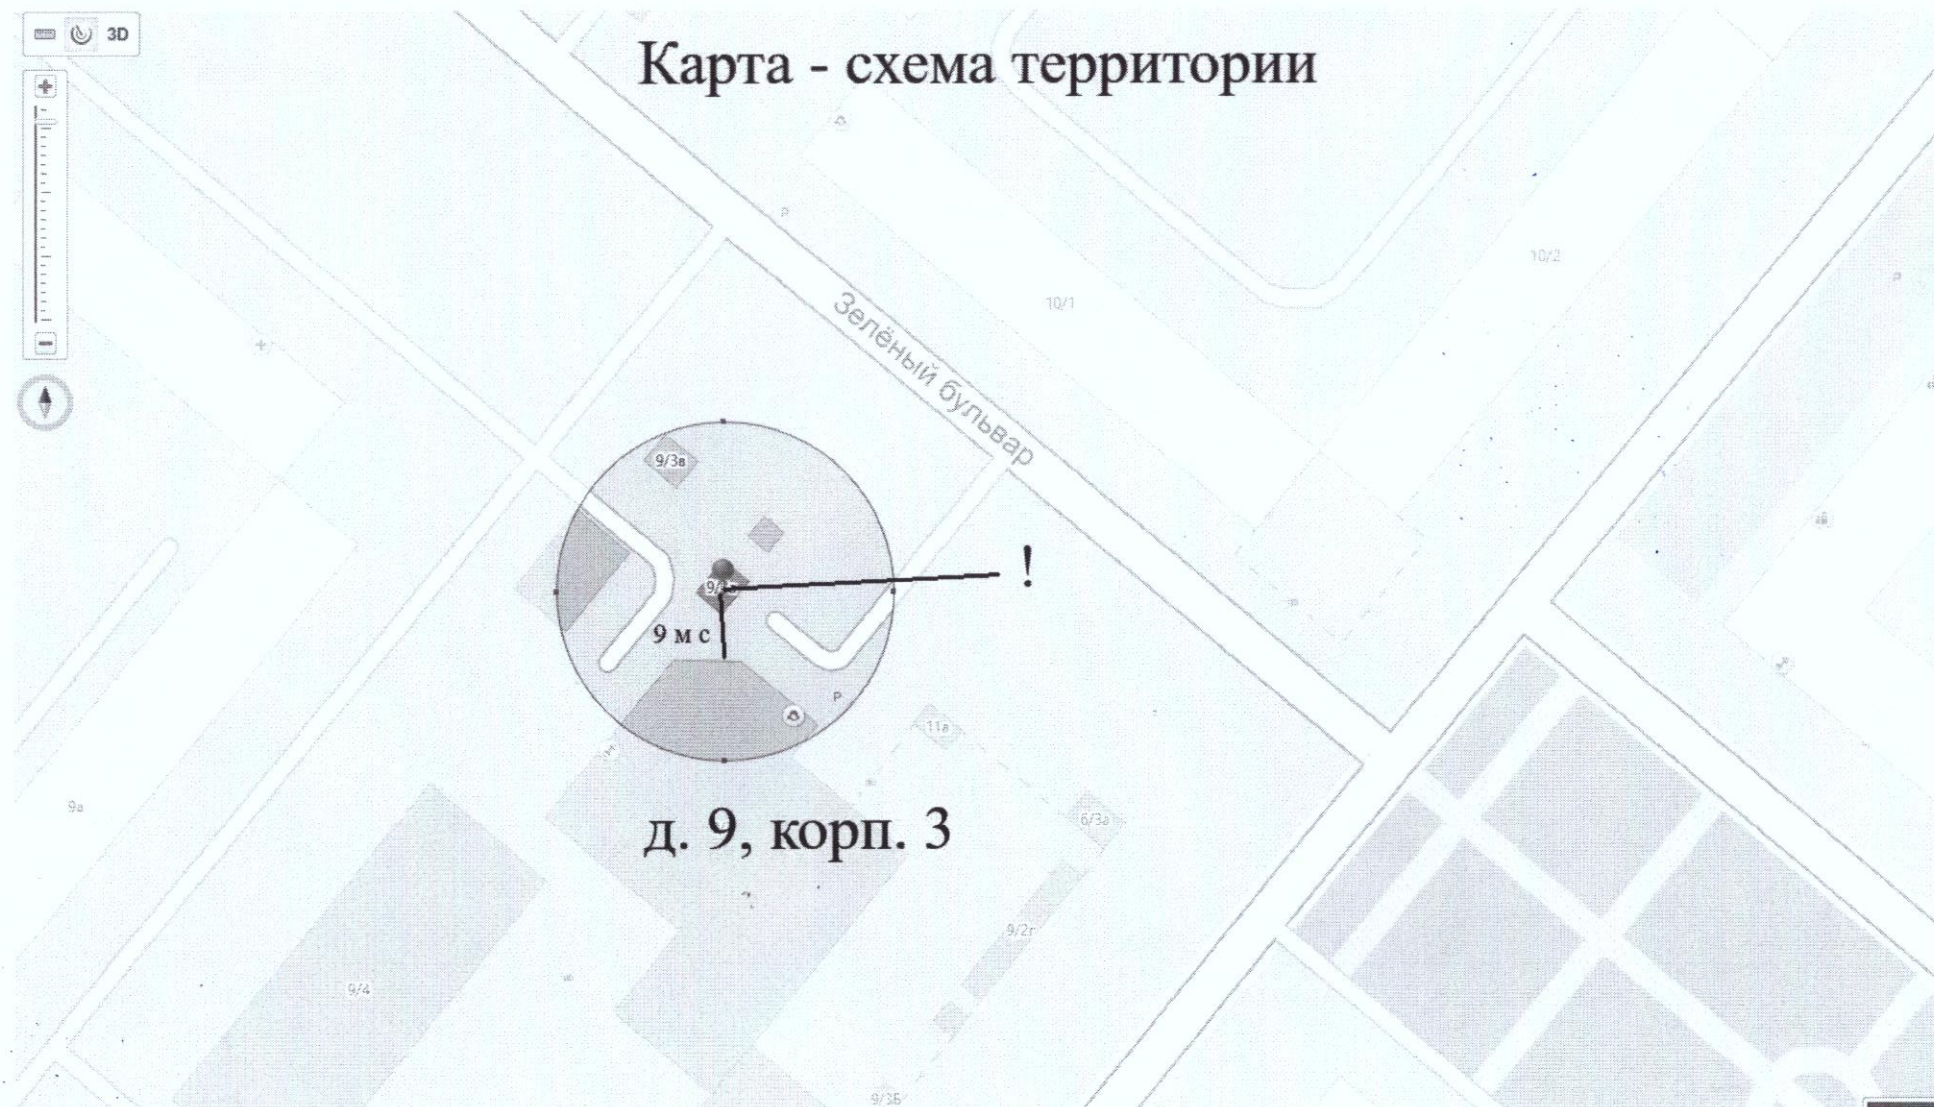 3D
Карта - схема территории
P
10/2
10/1
P
Зелёный бульвар
9/3в
!
9 м с
P
11а
9а
д. 9, корп. 3
6/3а
9/2г
9/4
9/3Б